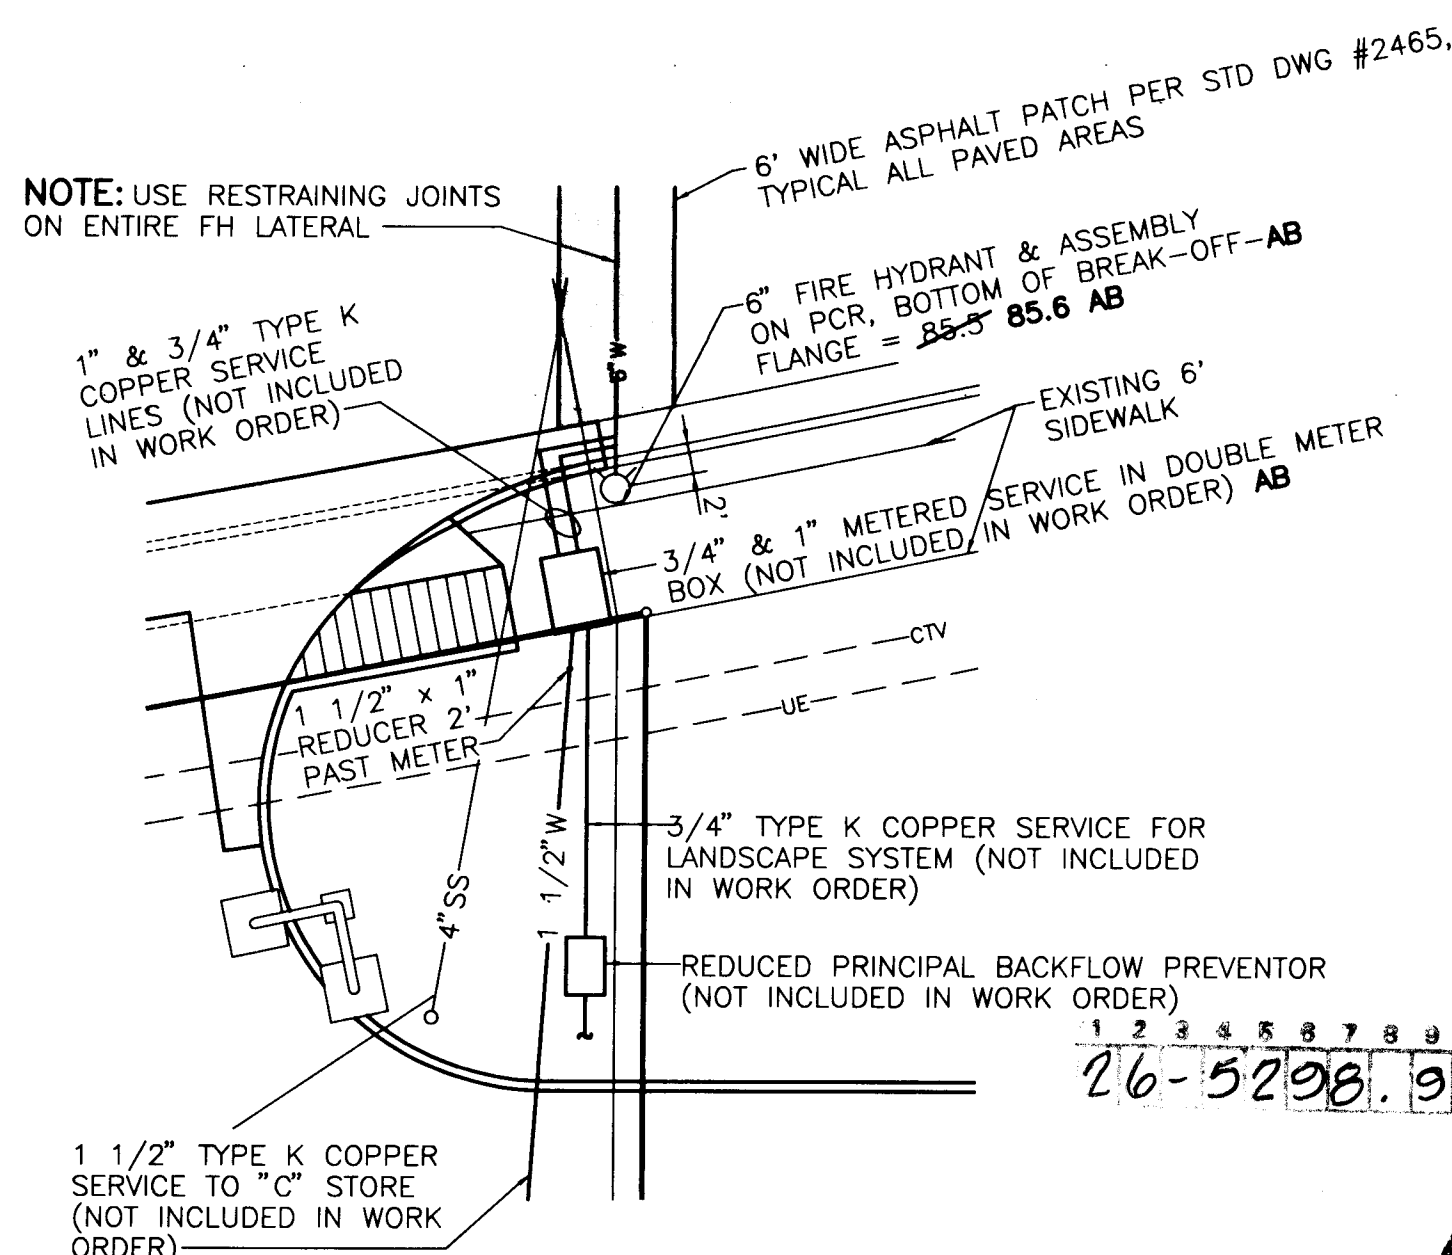 6' WIDE ASPHALT PATCH PER STD DWG #2465,
TYPICAL ALL PAVED AREAS
NOTE: USE RESTRAINING JOINTS
ON ENTIRE FH LATERAL
6" FIRE HYDRANT & ASSEMBLY
ON PCR, BOTTOM OF BREAK-OFF-AB
FLANGE = 85.5 85.6 AB
1" & 3/4" TYPE K
COPPER SERVICE
LINES (NOT INCLUDED
IN WORK ORDER)
6"W
EXISTING 6'
SIDEWALK
2'
3/4" & 1" METERED SERVICE IN DOUBLE METER
BOX (NOT INCLUDED IN WORK ORDER) AB
CTV
UE
1 1/2" x 1"
REDUCER 2'
PAST METER
3/4" TYPE K COPPER SERVICE FOR
LANDSCAPE SYSTEM (NOT INCLUDED
IN WORK ORDER)
1 1/2"W
4"SS
REDUCED PRINCIPAL BACKFLOW PREVENTOR
(NOT INCLUDED IN WORK ORDER)
1 2 3 4 5 6 7 8 9
26-5298.9
1 1/2" TYPE K COPPER
SERVICE TO "C" STORE
(NOT INCLUDED IN WORK
ORDER)